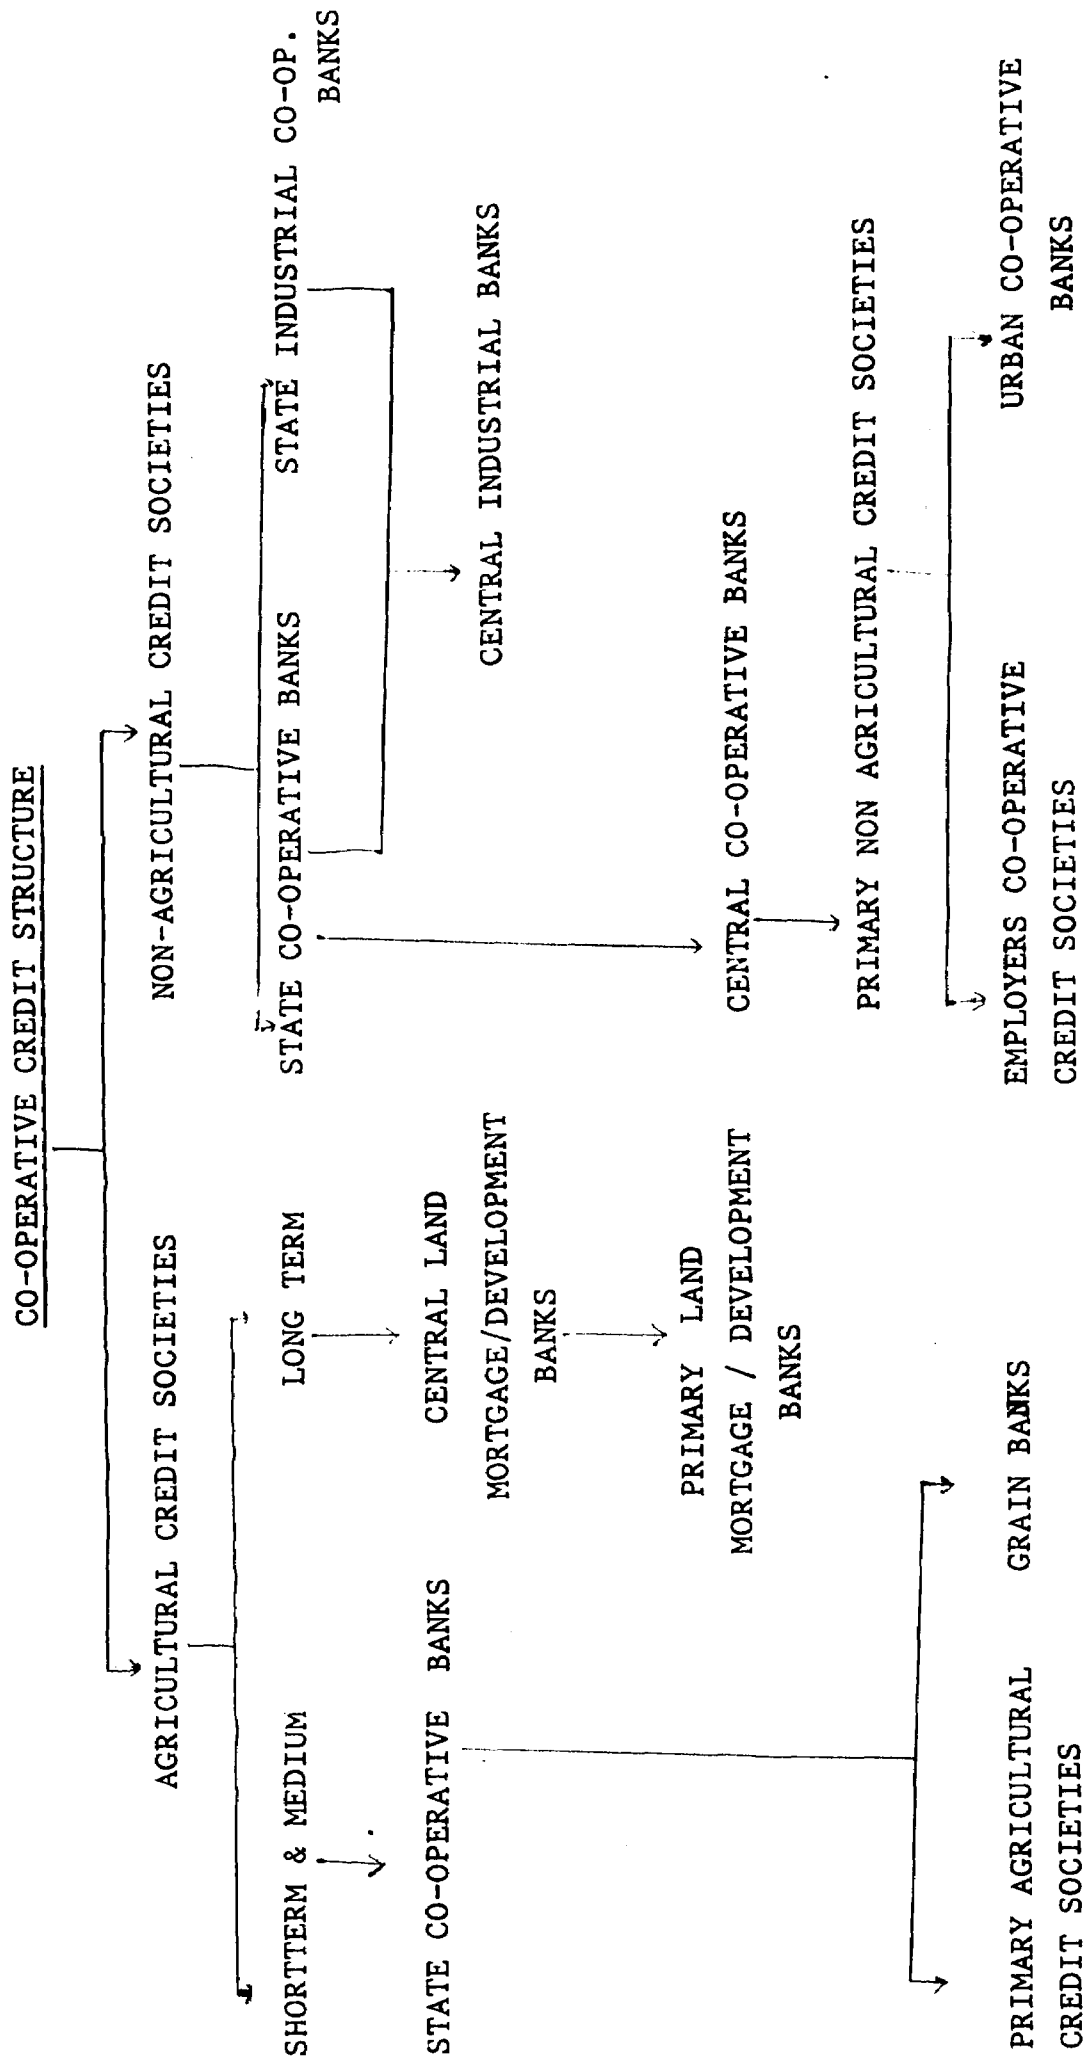 CO-OPERATIVE CREDIT STRUCTURE
AGRICULTURAL CREDIT SOCIETIES
NON-AGRICULTURAL CREDIT SOCIETIES
SHORTTERM & MEDIUM
LONG TERM
STATE CO-OPERATIVE BANKS
STATE INDUSTRIAL CO-OP.
BANKS
STATE CO-OPERATIVE BANKS
CENTRAL LAND
MORTGAGE/DEVELOPMENT
BANKS
CENTRAL INDUSTRIAL BANKS
PRIMARY LAND
MORTGAGE / DEVELOPMENT
BANKS
CENTRAL CO-OPERATIVE BANKS
PRIMARY NON AGRICULTURAL CREDIT SOCIETIES
PRIMARY AGRICULTURAL
CREDIT SOCIETIES
GRAIN BANKS
EMPLOYERS CO-OPERATIVE
CREDIT SOCIETIES
URBAN CO-OPERATIVE
BANKS